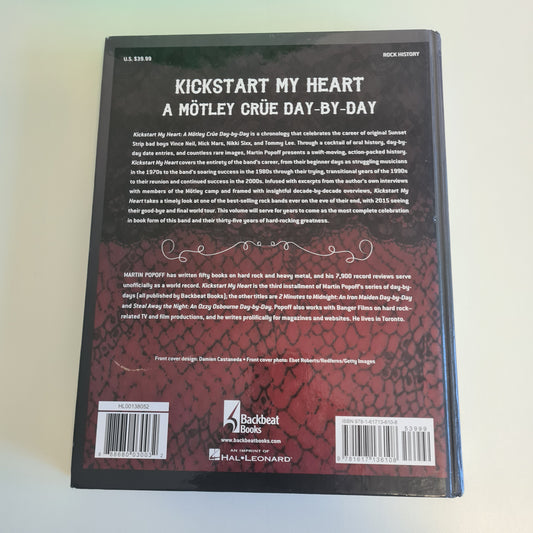 U.S. $39.99
ROCK HISTORY
KICKSTART MY HEART
A MÖTLEY CRÜE DAY-BY-DAY
Kickstart My Heart: A Mötley Crüe Day-by-Day is a chronology that celebrates the career of original Sunset
Strip bad boys Vince Neil, Mick Mars, Nikki Sixx, and Tommy Lee. Through a cocktail of oral history, day-by-
day date entries, and countless rare images, Martin Popoff presents a swift-moving, action-packed history.
Kickstart My Heart covers the entirety of the band's career, from their beginner days as struggling musicians
in the 1970s to the band's soaring success in the 1980s through their trying, transitional years of the 1990s
to their reunion and continued success in the 2000s. Infused with excerpts from the author's own interviews
with members of the Mötley camp and framed with insightful decade-by-decade overviews, Kickstart My
Heart takes a timely look at one of the best-selling rock bands ever on the eve of their end, with 2015 seeing
their good-bye and final world tour. This volume will serve for years to come as the most complete celebration
in book form of this band and their thirty-five years of hard-rocking greatness.
MARTIN POPOFF has written fifty books on hard rock and heavy metal, and his 7,900 record reviews serve
unofficially as a world record. Kickstart My Heart is the third installment of Martin Popoff's series of day-by-
days (all published by Backbeat Books); the other titles are 2 Minutes to Midnight: An Iron Maiden Day-by-Day
and Steal Away the Night: An Ozzy Osbourne Day-by-Day. Popoff also works with Banger Films on hard rock–
related TV and film productions, and he writes prolifically for magazines and websites. He lives in Toronto.
Front cover design: Damien Castaneda • Front cover photo: Ebet Roberts/Redferns/Getty Images
HL00138052
8 88680 03003 2
Backbeat
Books
www.backbeatbooks.com
AN IMPRINT OF
HAL•LEONARD
ISBN 978-1-61713-610-8
53999
9 781617 136108